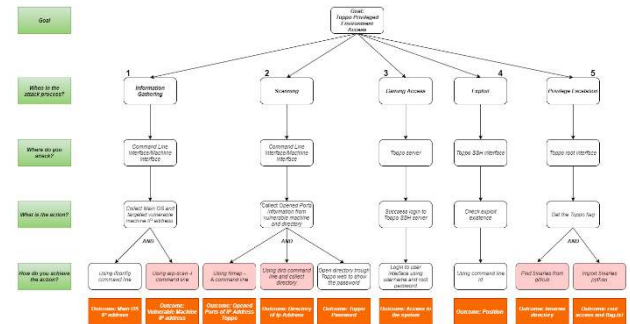 Goal
Goal:
Toppo Privileged
Environment
Access
When in the
attack process?
1
Information
Gathering
2
Scanning
3
Gaining Access
4
Exploit
5
Privilege Escalation
Where do you
attack?
Command Line
Interface/Machine
Interface
Command Line
Interface/Machine
Interface
Toppo server
Toppo SSH interface
Toppo root interface
What is the action?
Collect Main OS and
targeted vulnerable
machine IP address
Collect Opened Ports
Information from
vulnerable machine
and directory
Success login to
Toppo SSH server
Check exploit
existence
Get the Toppo flag
AND
AND
AND
How do you achieve
the action?
Using ifconfig
command line
Using arp-scan -l
command line
Using Nmap -
A command line
Using dirb command
line and collect
directory
Open directory trough
Toppo web to show
the password
Login to user
interface using
username and root
password
Using command line
id
Find binaries from
github
Import binaries
python
Outcome: Main OS
IP address
Outcome:
Vulnerable Machine
IP address
Outcome: Opened
Ports of IP Address
Toppo
Outcome: Directory
of Ip Address
Outcome: Toppo
Password
Outcome: Access to
the system
Outcome: Position
Outcome: binaries
directory
Outcome: root
access and flag.txt